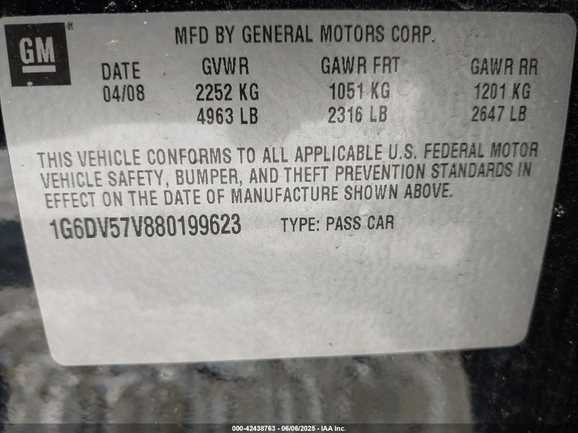 GM
®
MFD BY GENERAL MOTORS CORP.
DATE GVWR GAWR FRT GAWR RR
04/08 2252 KG 1051 KG 1201 KG
4963 LB 2316 LB 2647 LB
THIS VEHICLE CONFORMS TO ALL APPLICABLE U.S. FEDERAL MOTOR
VEHICLE SAFETY, BUMPER, AND THEFT PREVENTION STANDARDS IN
EFFECT ON THE DATE OF MANUFACTURE SHOWN ABOVE.
1G6DV57V880199623 TYPE: PASS CAR
000-42438763 - 06/06/2025 - IAA Inc.